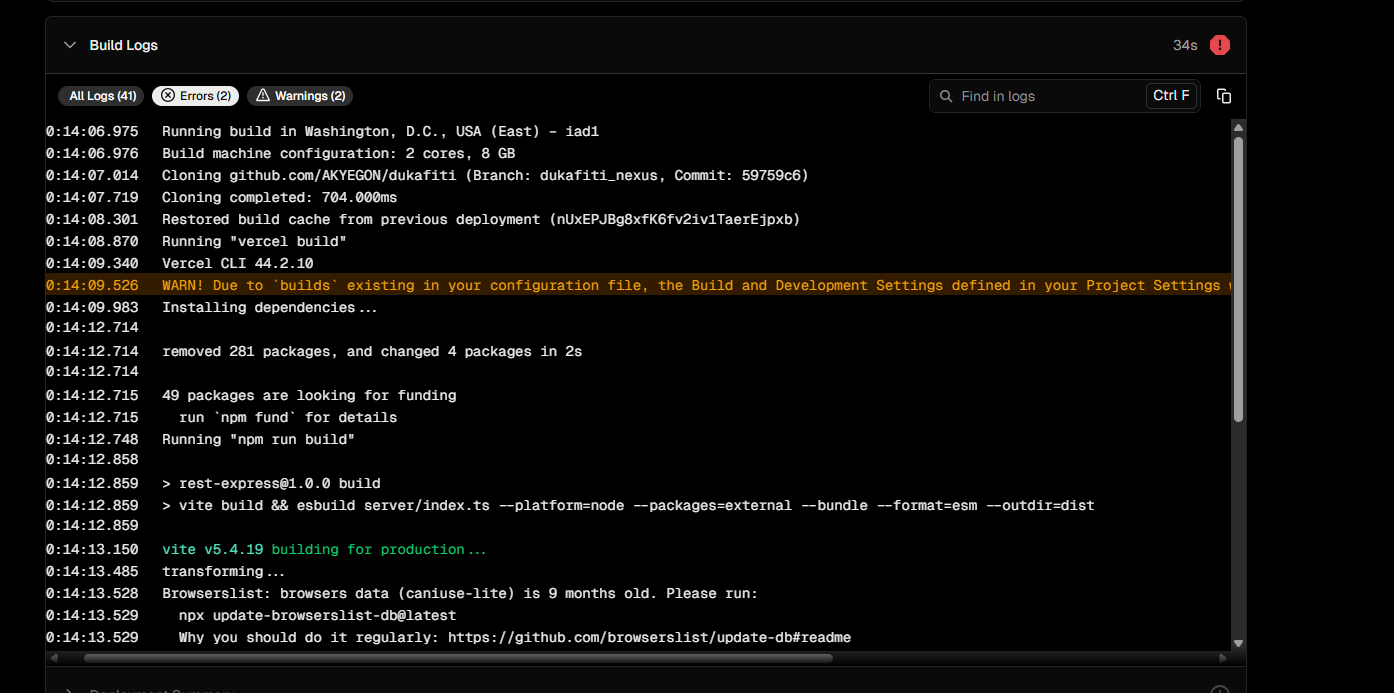 Build Logs
34s
All Logs (41)
Errors (2)
Warnings (2)
Find in logs
Ctrl F
0:14:06.975 Running build in Washington, D.C., USA (East) – iad1
0:14:06.976 Build machine configuration: 2 cores, 8 GB
0:14:07.014 Cloning github.com/AKYEGON/dukafiti (Branch: dukafiti_nexus, Commit: 59759c6)
0:14:07.719 Cloning completed: 704.000ms
0:14:08.301 Restored build cache from previous deployment (nUxEPJBg8xfK6fv2iv1TaerEjpxb)
0:14:08.870 Running "vercel build"
0:14:09.340 Vercel CLI 44.2.10
0:14:09.526 WARN! Due to `builds` existing in your configuration file, the Build and Development Settings defined in your Project Settings
0:14:09.983 Installing dependencies...
0:14:12.714
0:14:12.714 removed 281 packages, and changed 4 packages in 2s
0:14:12.714
0:14:12.715 49 packages are looking for funding
0:14:12.715 run `npm fund` for details
0:14:12.748 Running "npm run build"
0:14:12.858
0:14:12.859 > rest-express@1.0.0 build
0:14:12.859 > vite build && esbuild server/index.ts --platform=node --packages=external --bundle --format=esm --outdir=dist
0:14:12.859
0:14:13.150 vite v5.4.19 building for production...
0:14:13.485 transforming...
0:14:13.528 Browserslist: browsers data (caniuse-lite) is 9 months old. Please run:
0:14:13.529 npx update-browserslist-db@latest
0:14:13.529 Why you should do it regularly: https://github.com/browserslist/update-db#readme
Deployment Summary